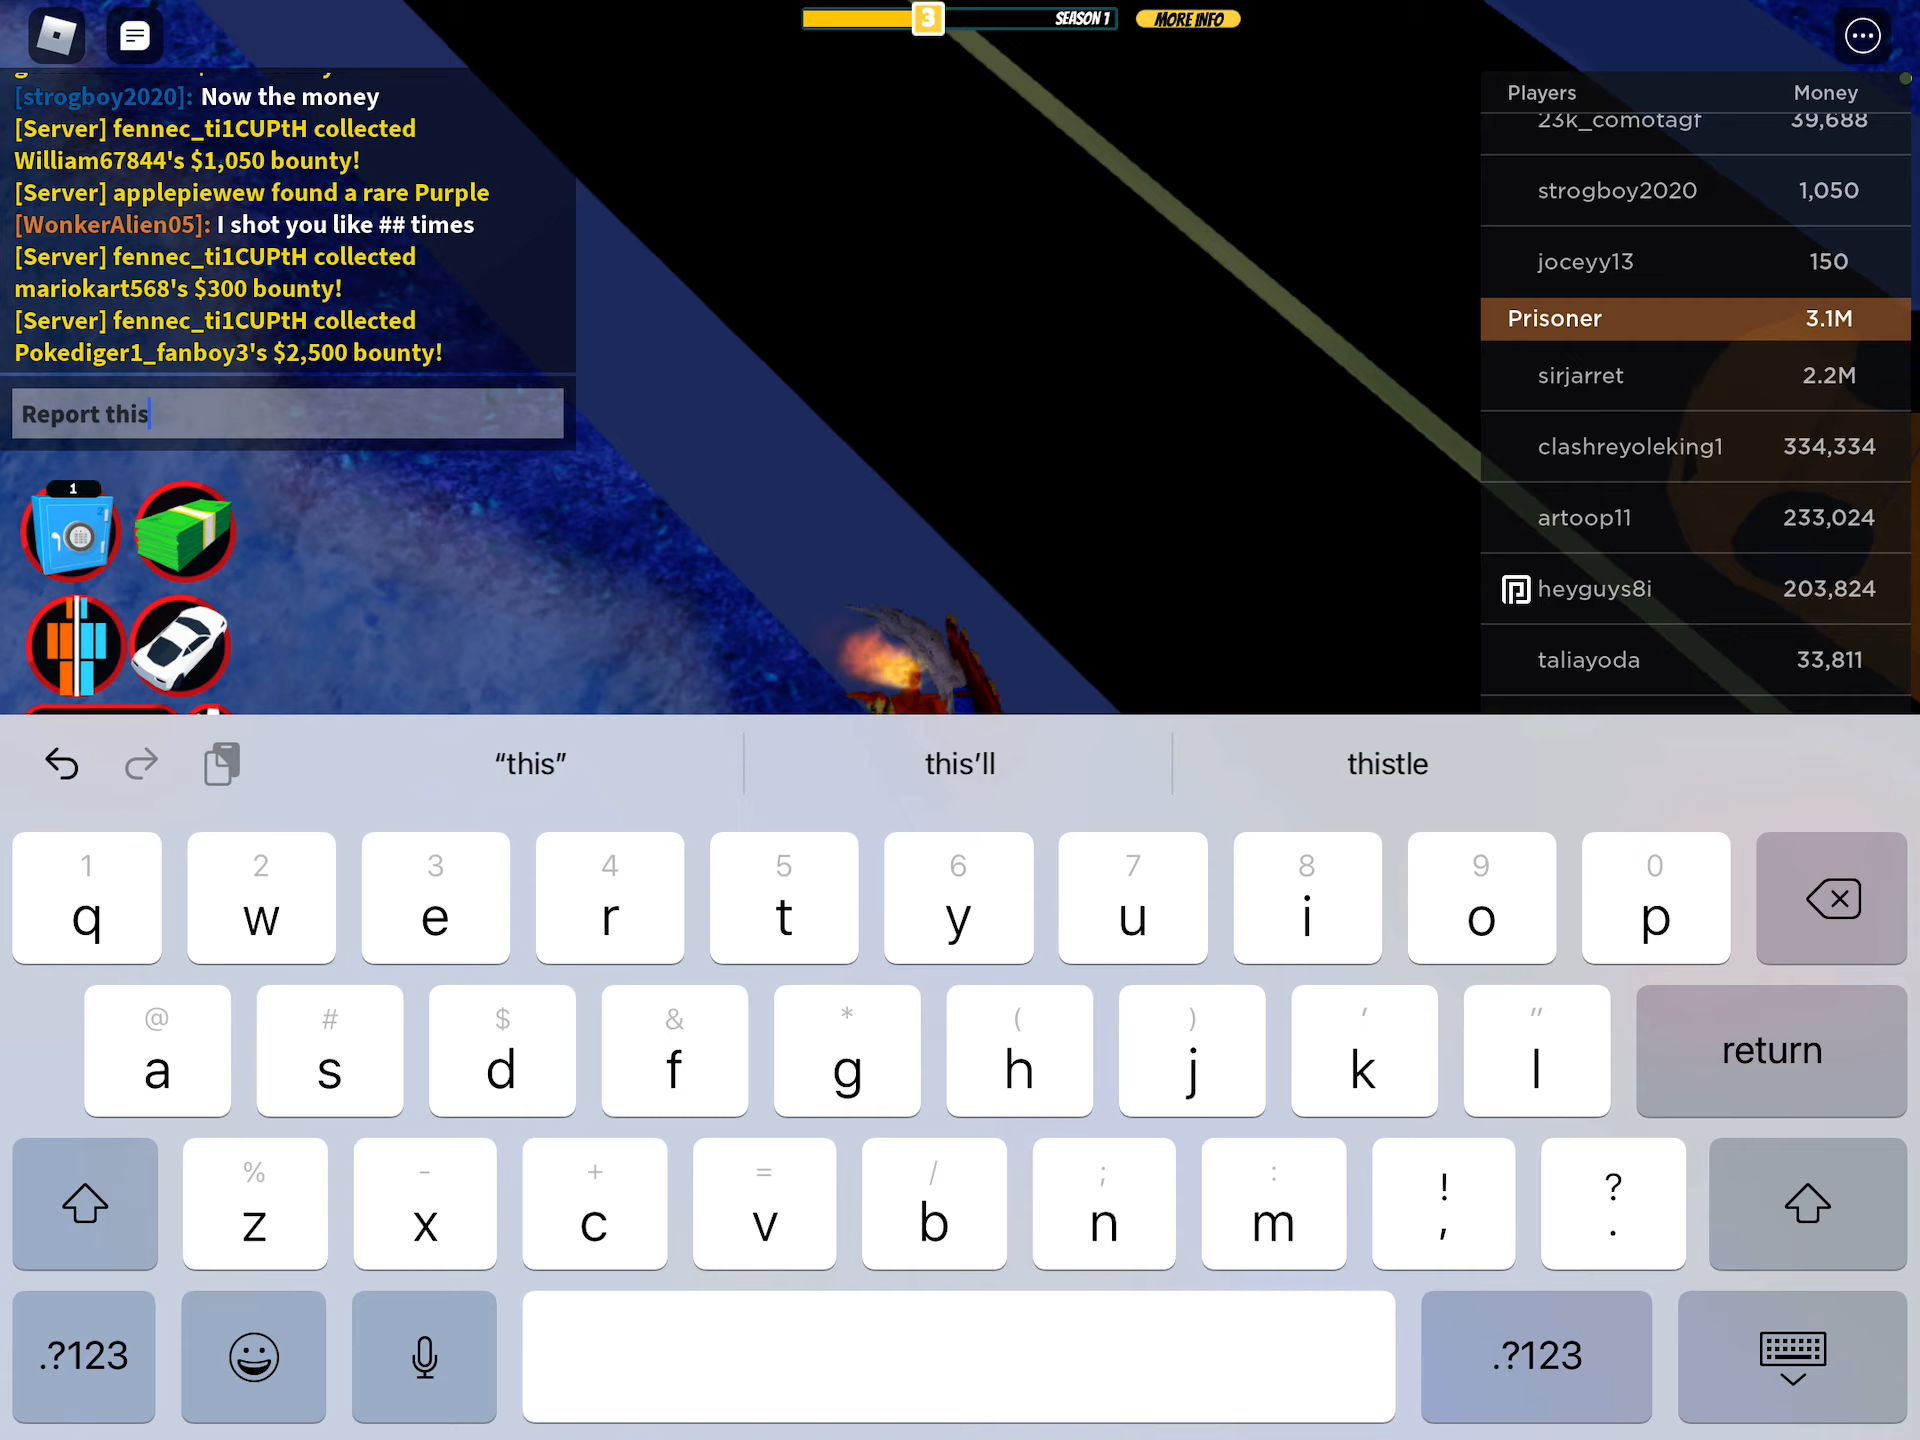 3
SEASON 1
MORE INFO
[strogboy2020]: Now the money
[Server] fennec_ti1CUPtH collected
William67844's $1,050 bounty!
[Server] applepiewew found a rare Purple
[WonkerAlien05]: I shot you like ## times
[Server] fennec_ti1CUPtH collected
mariokart568's $300 bounty!
[Server] fennec_ti1CUPtH collected
Pokediger1_fanboy3's $2,500 bounty!
Report this
1
Players Money
23k_comotagf 39,688
strogboy2020 1,050
joceyy13 150
Prisoner 3.1M
sirjarret 2.2M
clashreyoleking1 334,334
artoop11 233,024
heyguys8i 203,824
taliayoda 33,811
“this” this’ll thistle
1 2 3 4 5 6 7 8 9 0
q w e r t y u i o p
@ # $ & * ( ) ' "
a s d f g h j k l return
% - + = / ; : ! ?
z x c v b n m , .
.?123 .?123